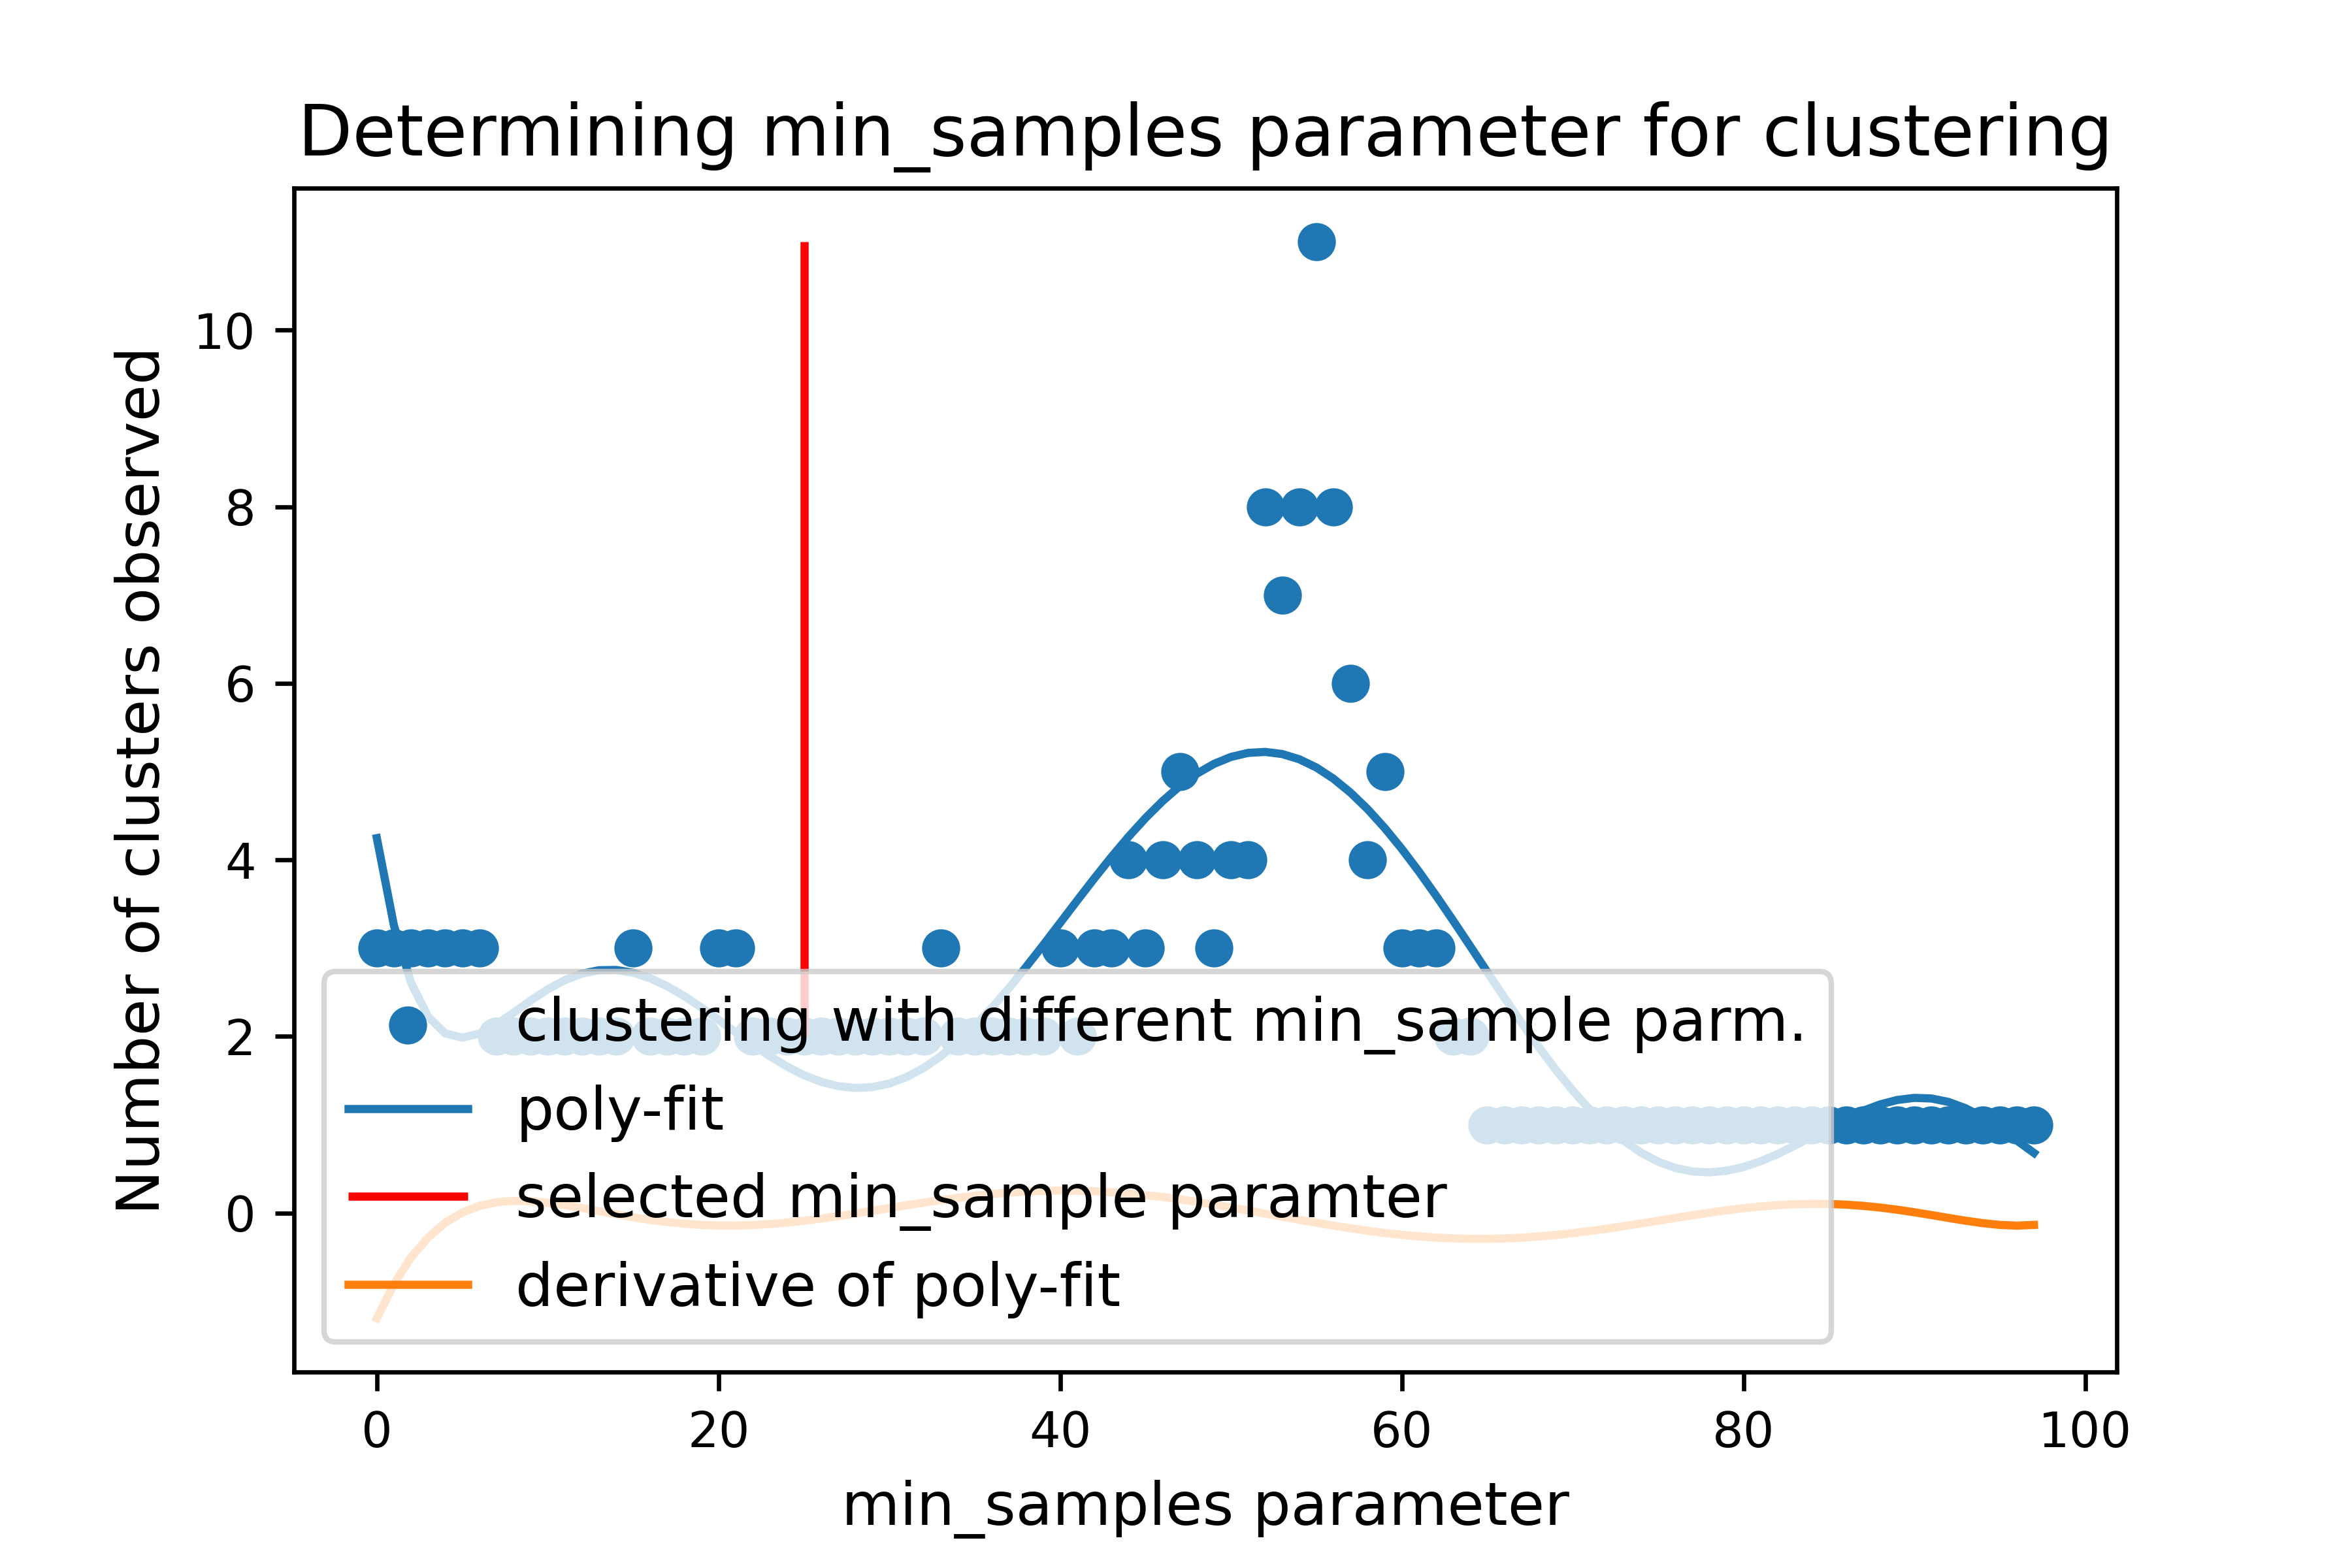 Determining min_samples parameter for clustering
Number of clusters observed
10
8
6
4
2
0
clustering with different min_sample parm.
poly-fit
selected min_sample paramter
derivative of poly-fit
0 20 40 60 80 100
min_samples parameter